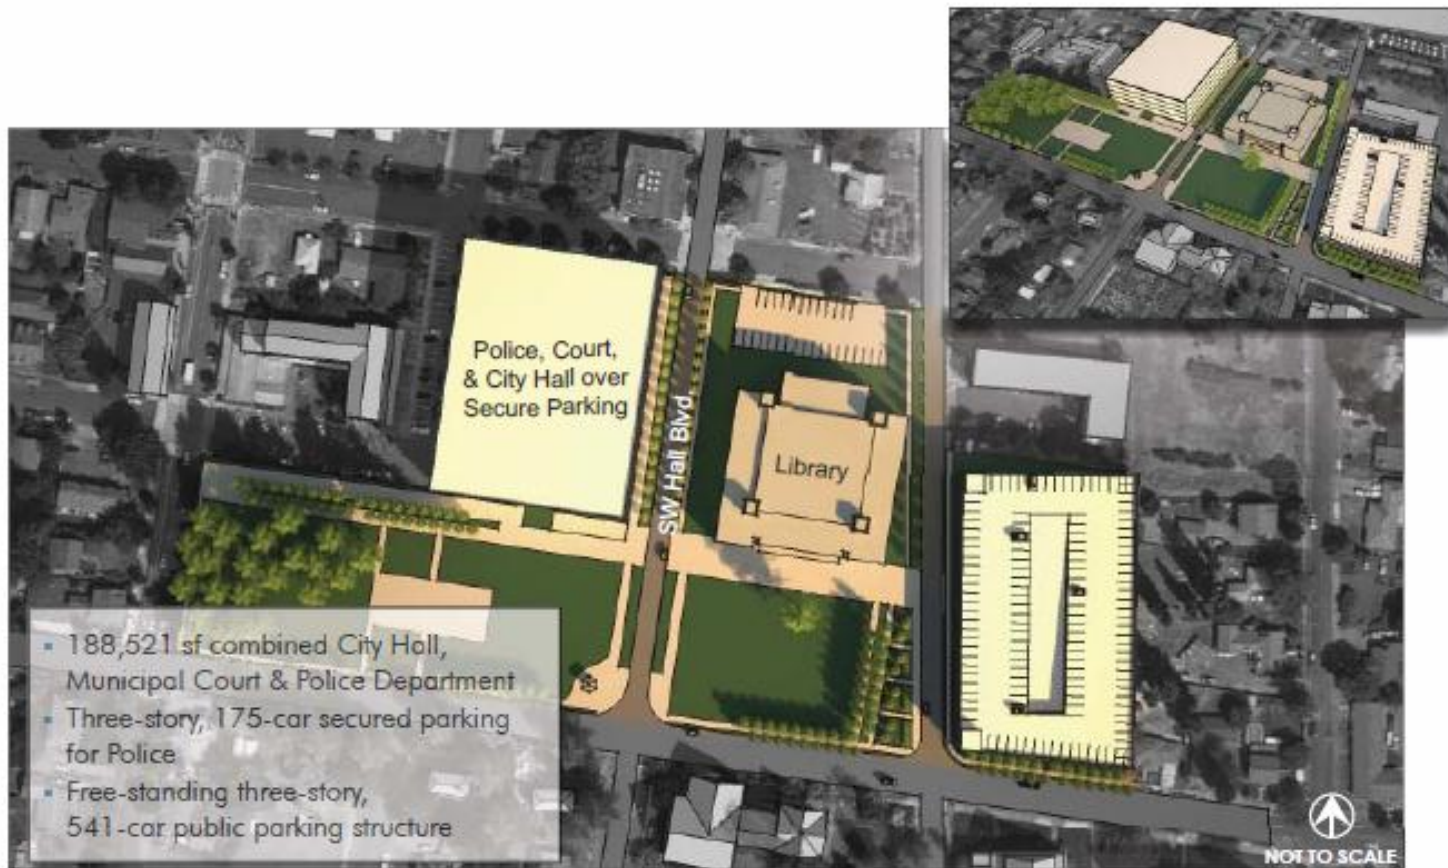 Police, Court,
& City Hall over
Secure Parking
SW Hall Blvd.
Library
188,521 sf combined City Hall,
Municipal Court & Police Department
Three-story, 175-car secured parking
for Police
Free-standing three-story,
541-car public parking structure
NOT TO SCALE